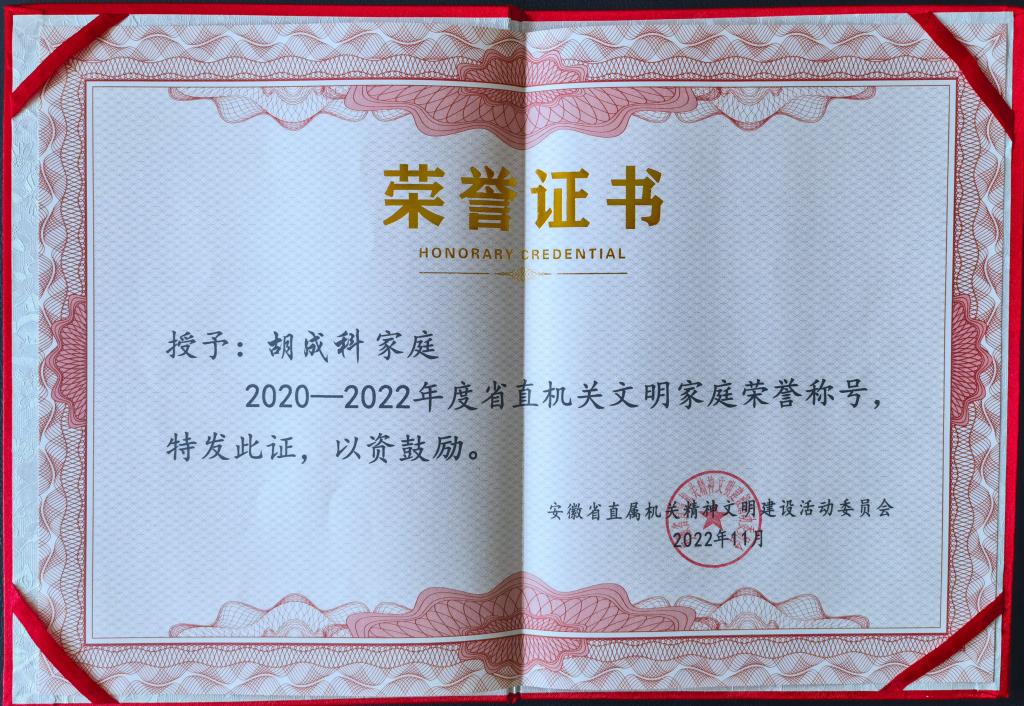 荣誉证书
HONORARY CREDENTIAL
授予：胡成科 家庭
2020—2022年度省直机关文明家庭荣誉称号，
特发此证，以资鼓励。
安徽省直属机关精神文明建设活动委员会
2022年11月